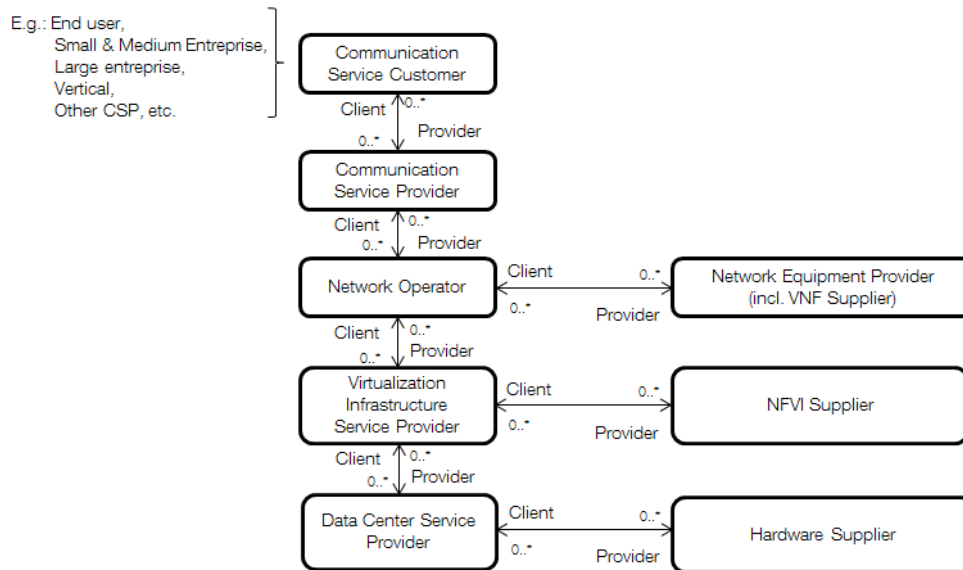 E.g.: End user,
Small & Medium Entreprise,
Large entreprise,
Vertical,
Other CSP, etc.
Communication
Service Customer
Client
0..*
0..*
Provider
Communication
Service Provider
Client
0..*
0..*
Provider
Network Operator
Client
0..*
0..*
Provider
Network Equipment Provider
(incl. VNF Supplier)
Client
0..*
0..*
Provider
Virtualization
Infrastructure
Service Provider
Client
0..*
0..*
Provider
NFVI Supplier
Client
0..*
0..*
Provider
Data Center Service
Provider
Client
0..*
0..*
Provider
Hardware Supplier